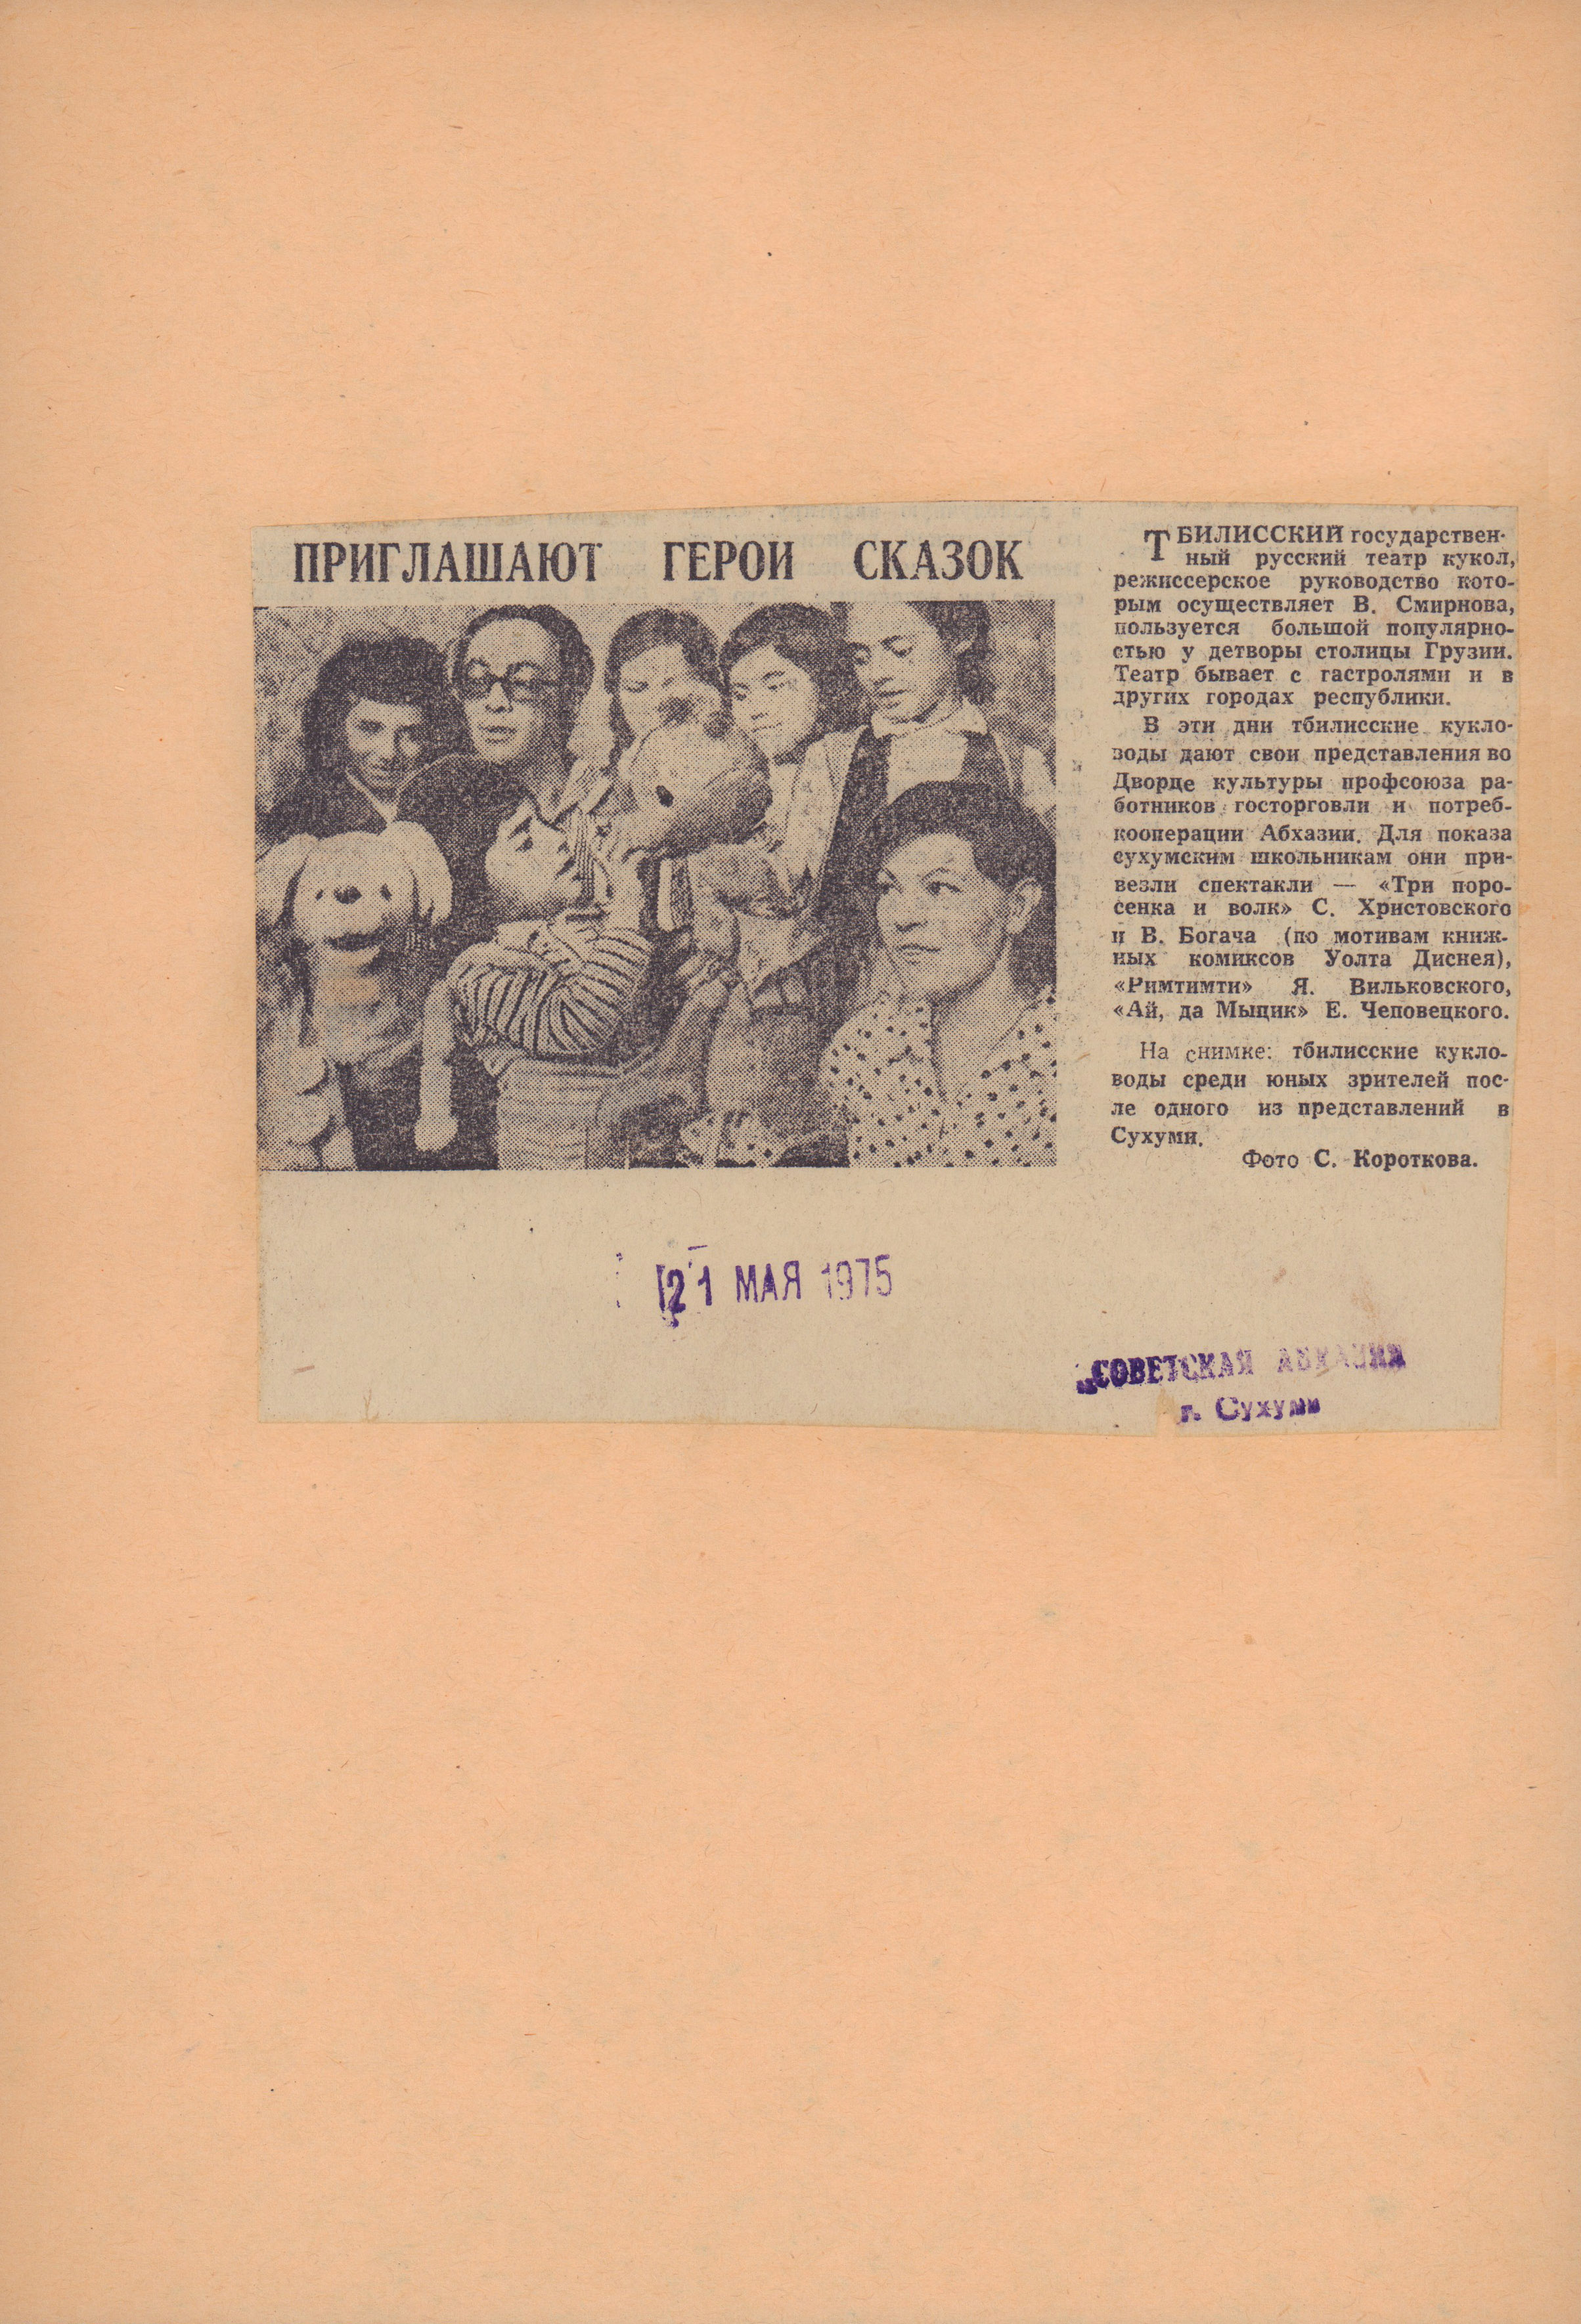 ПРИГЛАШАЮТ ГЕРОИ СКАЗОК
ТБИЛИССКИЙ государствен-
ный русский театр кукол,
режиссерское руководство кото-
рым осуществляет В. Смирнова,
пользуется большой популярно-
стью у детворы столицы Грузии.
Театр бывает с гастролями и в
других городах республики.
В эти дни тбилисские кукло-
воды дают свои представления во
Дворце культуры профсоюза ра-
ботников госторговли и потреб-
кооперации Абхазии. Для показа
сухумским школьникам они при-
везли спектакли — «Три поро-
сенка и волк» С. Христовского
и В. Богача (по мотивам книж-
ных комиксов Уолта Диснея),
«Римтимти» Я. Вильковского,
«Ай, да Мыцик» Е. Чеповецкого.
На снимке: тбилисские кукло-
воды среди юных зрителей пос-
ле одного из представлений в
Сухуми.
Фото С. Короткова.
21 МАЯ 1975
СОВЕТСКАЯ АБХАЗИЯ
г. Сухуми